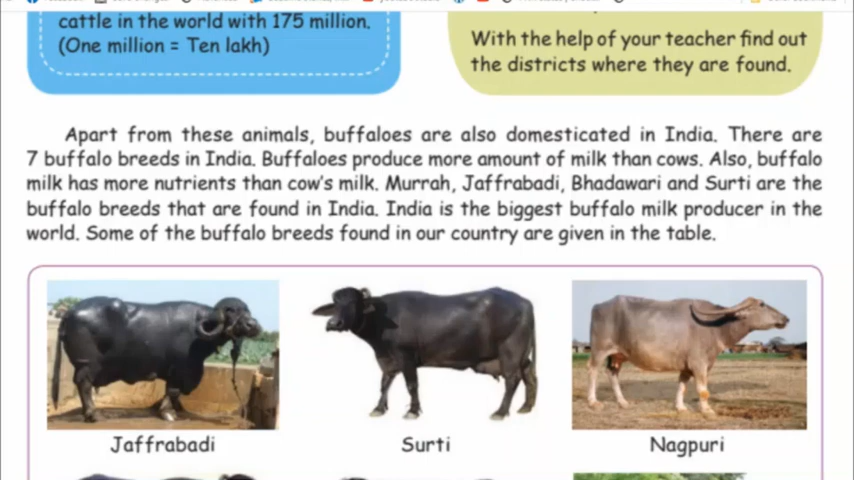 cattle in the world with 175 million.
(One million = Ten lakh)
With the help of your teacher find out
the districts where they are found.
Apart from these animals, buffaloes are also domesticated in India. There are
7 buffalo breeds in India. Buffaloes produce more amount of milk than cows. Also, buffalo
milk has more nutrients than cow's milk. Murrah, Jaffrabadi, Bhadawari and Surti are the
buffalo breeds that are found in India. India is the biggest buffalo milk producer in the
world. Some of the buffalo breeds found in our country are given in the table.
Jaffrabadi
Surti
Nagpuri